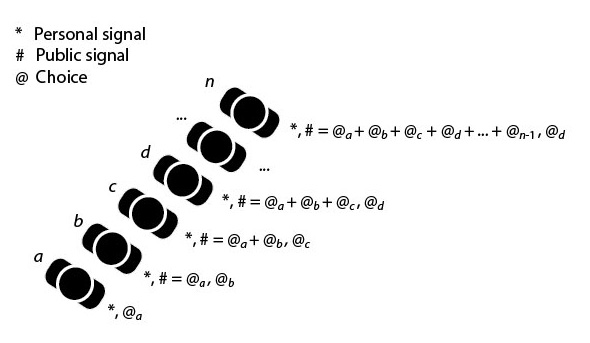 * Personal signal
# Public signal
@ Choice
n
*, # = @a + @b + @c + @d + ... + @n-1, @d
...
...
d
*, # = @a + @b + @c, @d
c
*, # = @a + @b, @c
b
*, # = @a, @b
a
*, @a